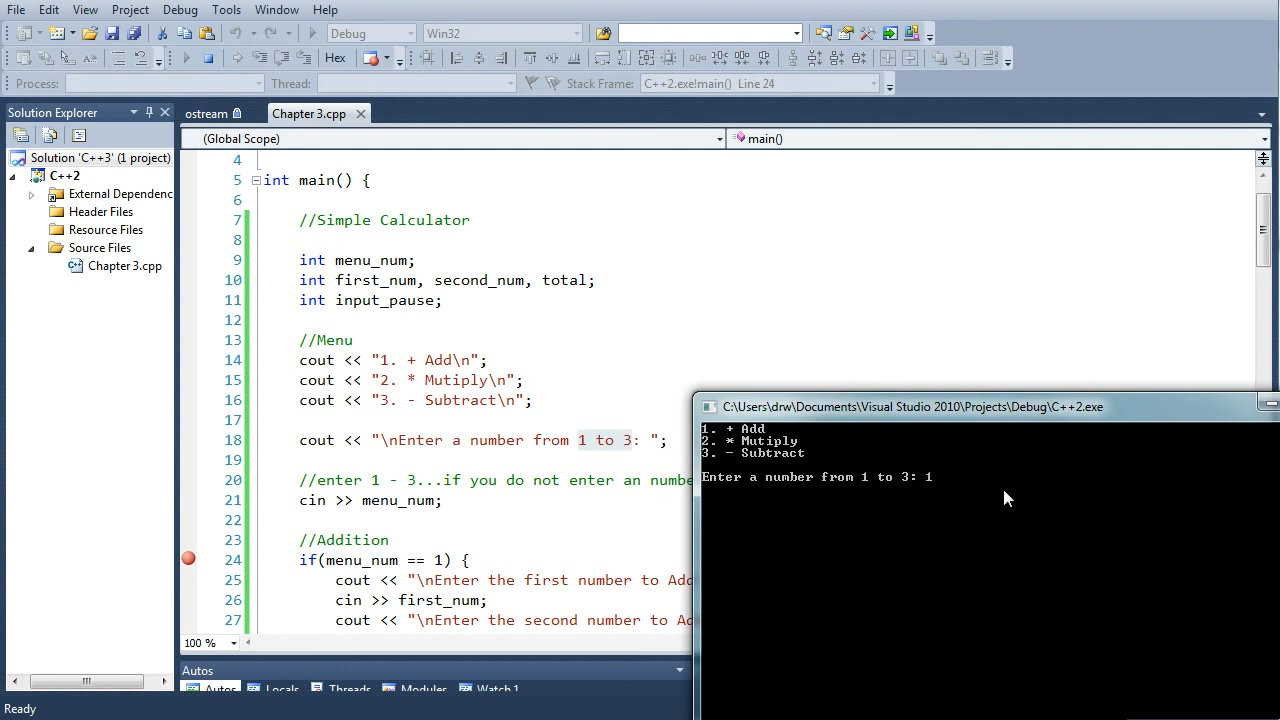 File Edit View Project Debug Tools Window Help
Debug Win32
Hex
Process: Thread: Stack Frame: C++2.exe!main() Line 24
Solution Explorer
ostream Chapter 3.cpp
(Global Scope) main()
Solution 'C++3' (1 project)
C++2
External Dependenc
Header Files
Resource Files
Source Files
Chapter 3.cpp
4
5 int main() {
6
7 //Simple Calculator
8
9 int menu_num;
10 int first_num, second_num, total;
11 int input_pause;
12
13 //Menu
14 cout << "1. + Add\n";
15 cout << "2. * Mutiply\n";
16 cout << "3. - Subtract\n";
17
18 cout << "\nEnter a number from 1 to 3: ";
19
20 //enter 1 - 3...if you do not enter an numbe
21 cin >> menu_num;
22
23 //Addition
24 if(menu_num == 1) {
25 cout << "\nEnter the first number to Add
26 cin >> first_num;
27 cout << "\nEnter the second number to Ad
100 %
Autos
Autos Locals Threads Modules Watch 1
Ready
C:\Users\drw\Documents\Visual Studio 2010\Projects\Debug\C++2.exe
1. + Add
2. * Mutiply
3. - Subtract
Enter a number from 1 to 3: 1